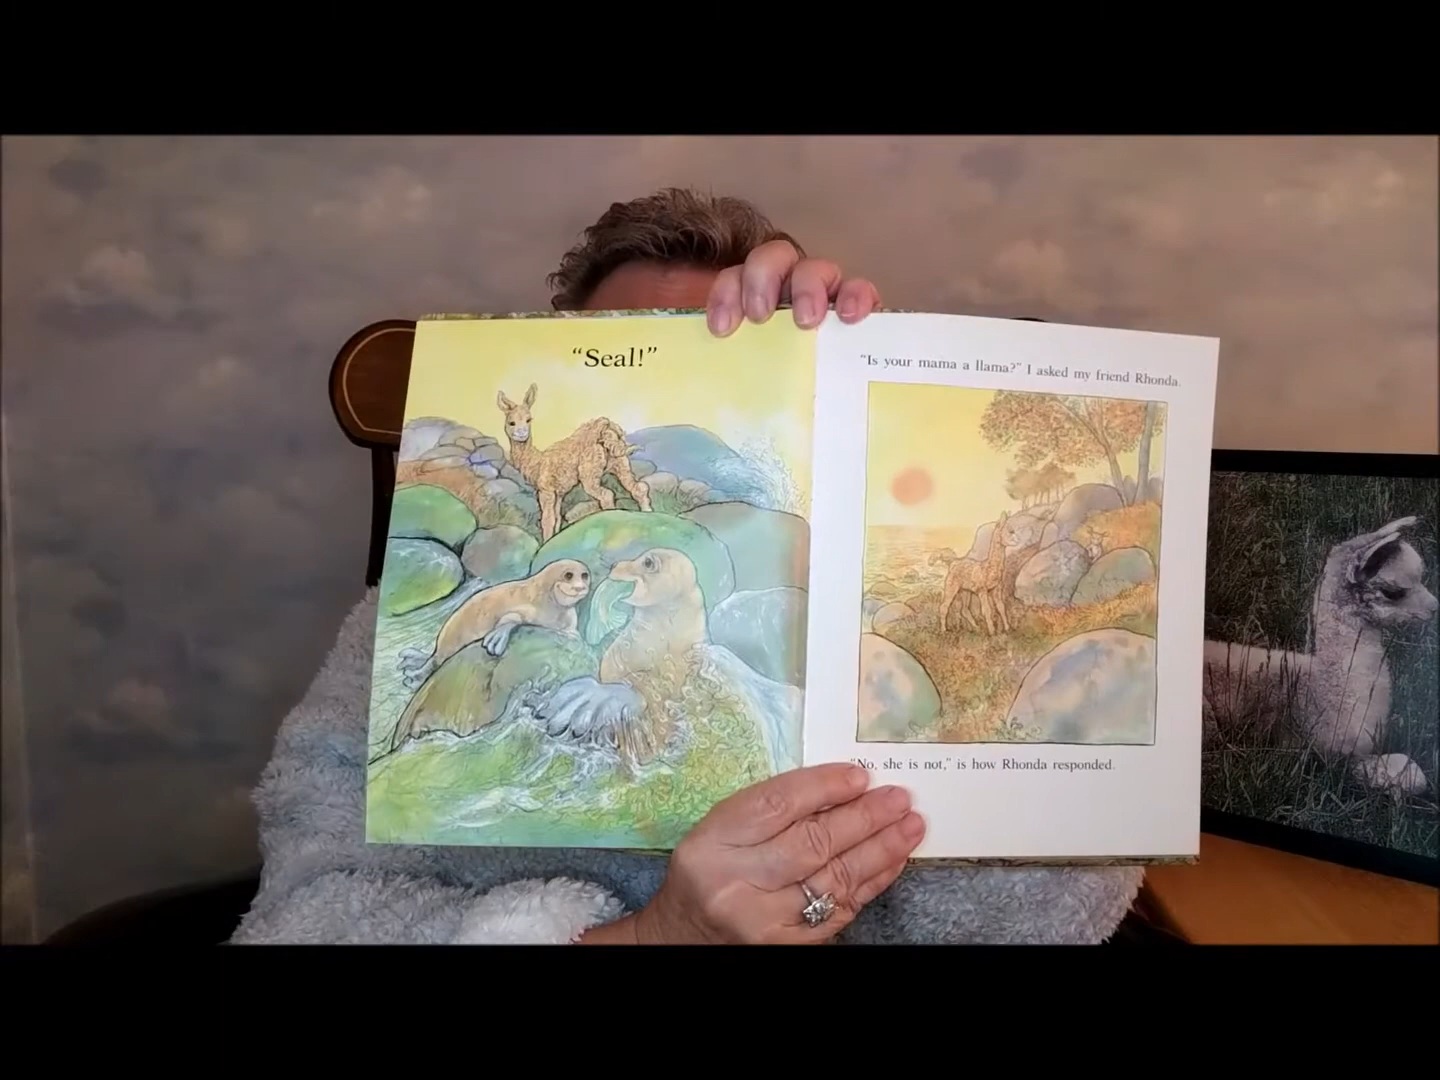 “Seal!”
“Is your mama a llama?” I asked my friend Rhonda.
“No, she is not,” is how Rhonda responded.